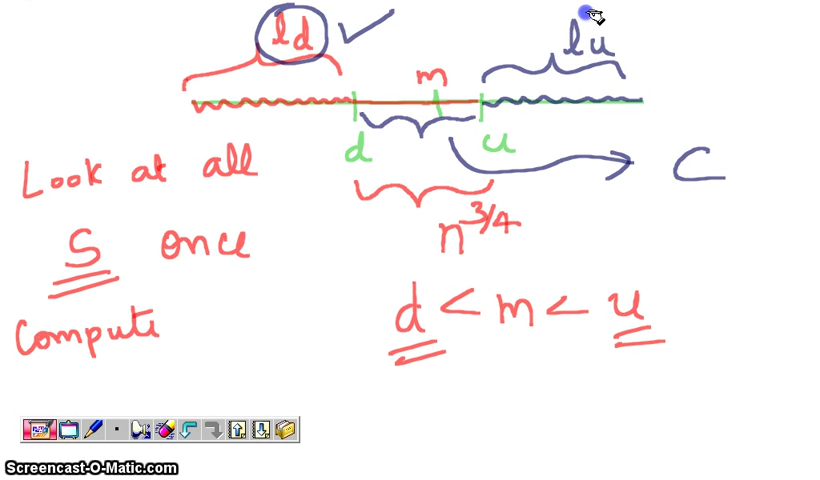 ld
lu
m
d
u
C
Look at all
n^3/4
S once
d < m < u
Compute
Screencast-O-Matic.com